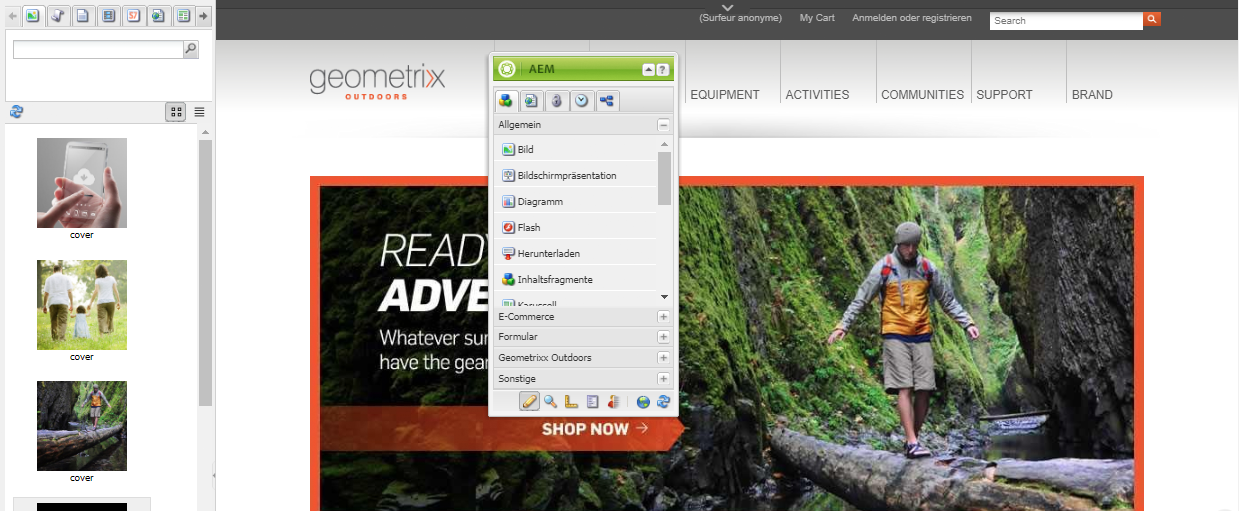 57
cover
cover
cover
(Surfeur anonyme) My Cart Anmelden oder registrieren Search
geometrixx
OUTDOORS
EQUIPMENT ACTIVITIES COMMUNITIES SUPPORT BRAND
AEM
?
Allgemein
Bild
Bildschirmpräsentation
Diagramm
Flash
Herunterladen
Inhaltsfragmente
Karussell
E-Commerce
Formular
Geometrixx Outdoors
Sonstige
READY
ADVE
Whatever sur
have the gear
SHOP NOW